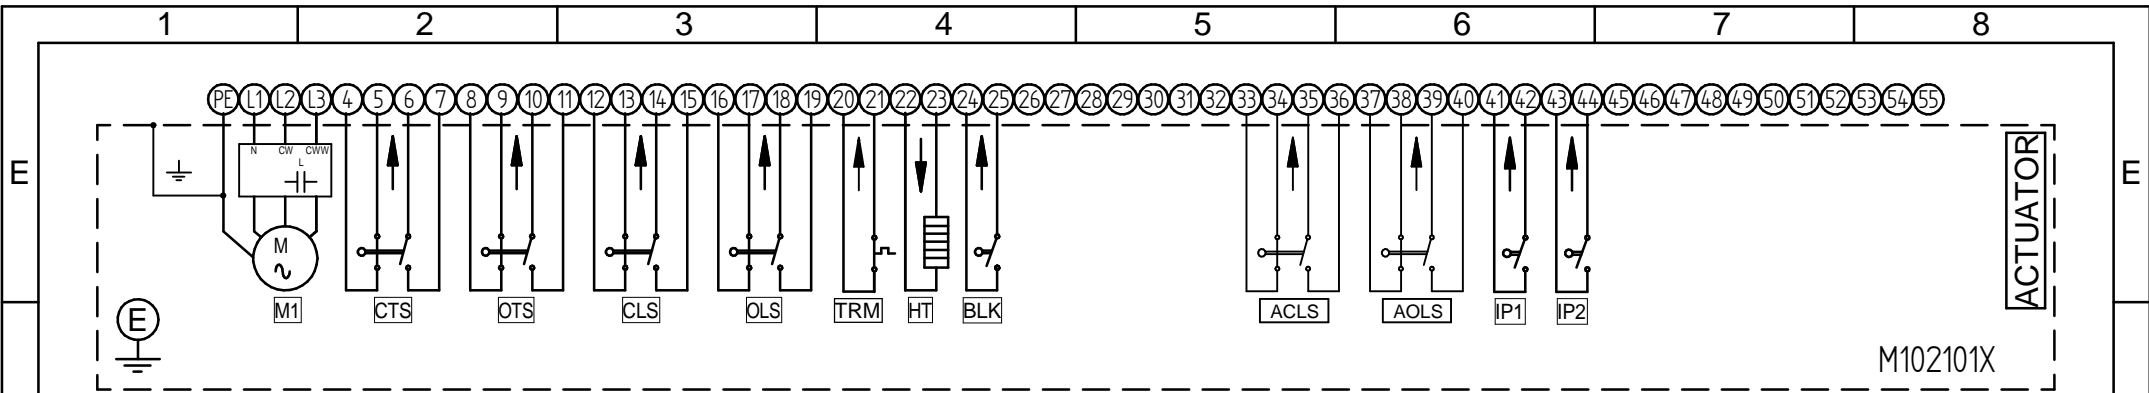 1 2 3 4 5 6 7 8
PE L1 L2 L3 4 5 6 7 8 9 10 11 12 13 14 15 16 17 18 19 20 21 22 23 24 25 26 27 28 29 30 31 32 33 34 35 36 37 38 39 40 41 42 43 44 45 46 47 48 49 50 51 52 53 54 55
N CW CWW
L
E E
ACTUATOR
M
M1 CTS OTS CLS OLS TRM HT BLK ACLS AOLS IP1 IP2
E
M102101X